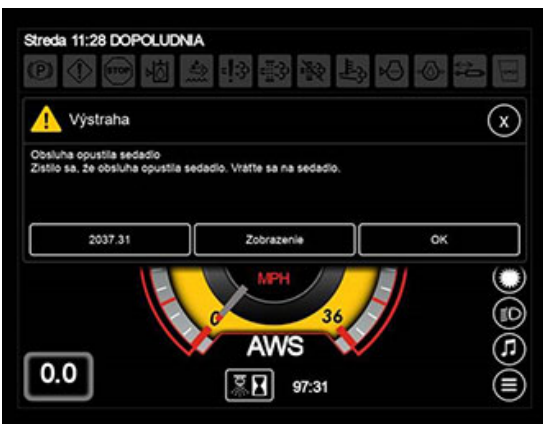 Streda 11:28 DOPOLUDNIA
P
STOP
Výstraha
X
Obsluha opustila sedadlo
Zistilo sa, že obsluha opustila sedadlo. Vráťte sa na sedadlo.
2037.31
Zobrazenie
OK
MPH
0
36
AWS
0.0
97:31